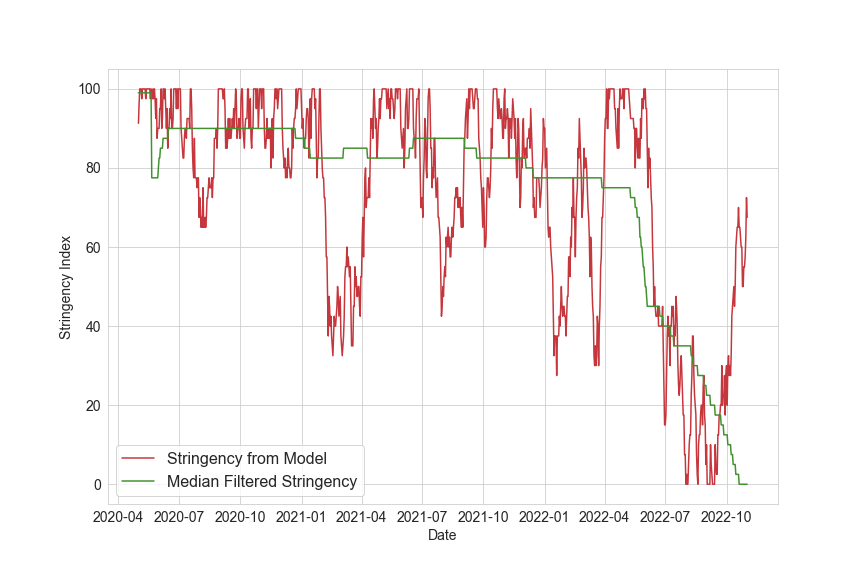 100
80
60
40
20
0
Stringency Index
Stringency from Model
Median Filtered Stringency
2020-04 2020-07 2020-10 2021-01 2021-04 2021-07 2021-10 2022-01 2022-04 2022-07 2022-10
Date